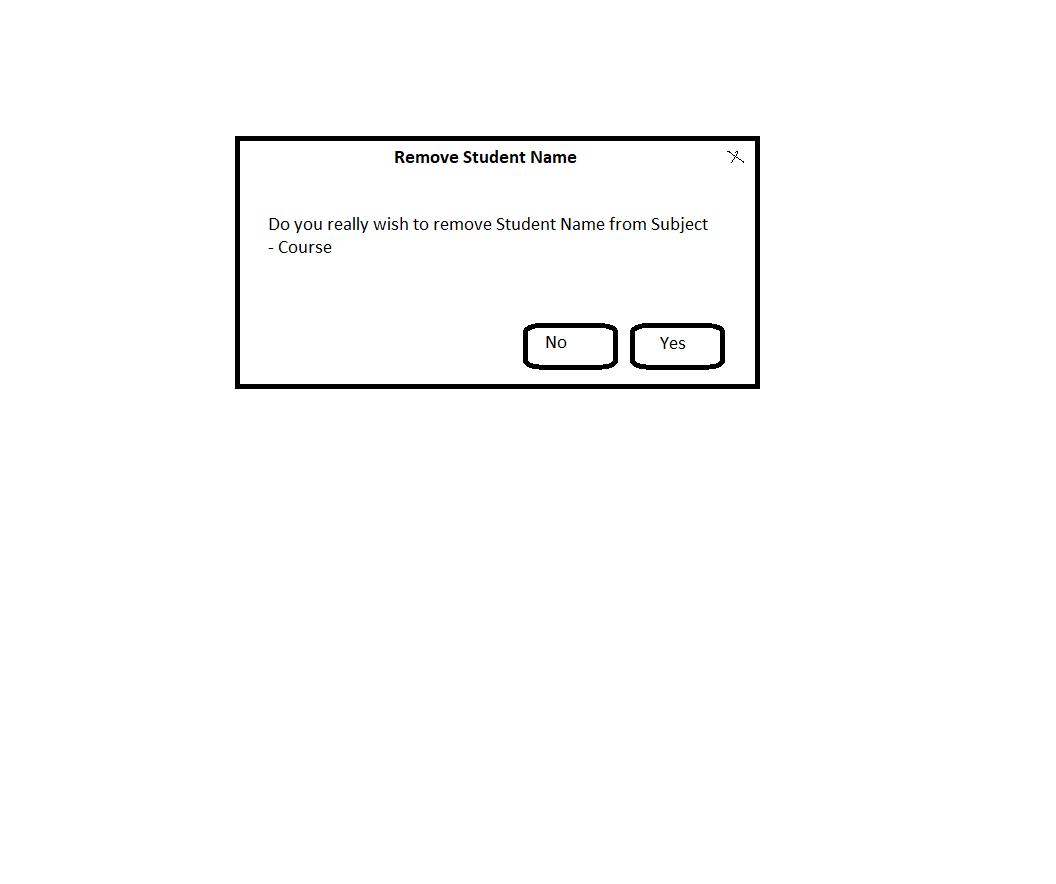 Remove Student Name
Do you really wish to remove Student Name from Subject
- Course
No
Yes